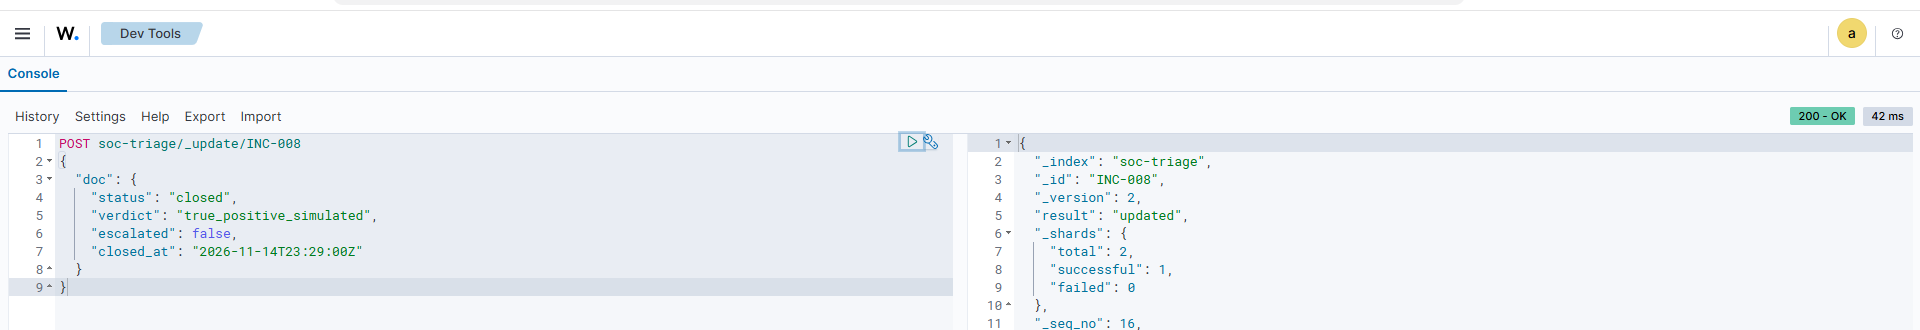 W. Dev Tools a
Console
History Settings Help Export Import 200 - OK 42 ms
1 POST soc-triage/_update/INC-008
2 {
3 "doc": {
4 "status": "closed",
5 "verdict": "true_positive_simulated",
6 "escalated": false,
7 "closed_at": "2026-11-14T23:29:00Z"
8 }
9 }
1 {
2 "_index": "soc-triage",
3 "_id": "INC-008",
4 "_version": 2,
5 "result": "updated",
6 "_shards": {
7 "total": 2,
8 "successful": 1,
9 "failed": 0
10 },
11 "_seq_no": 16,